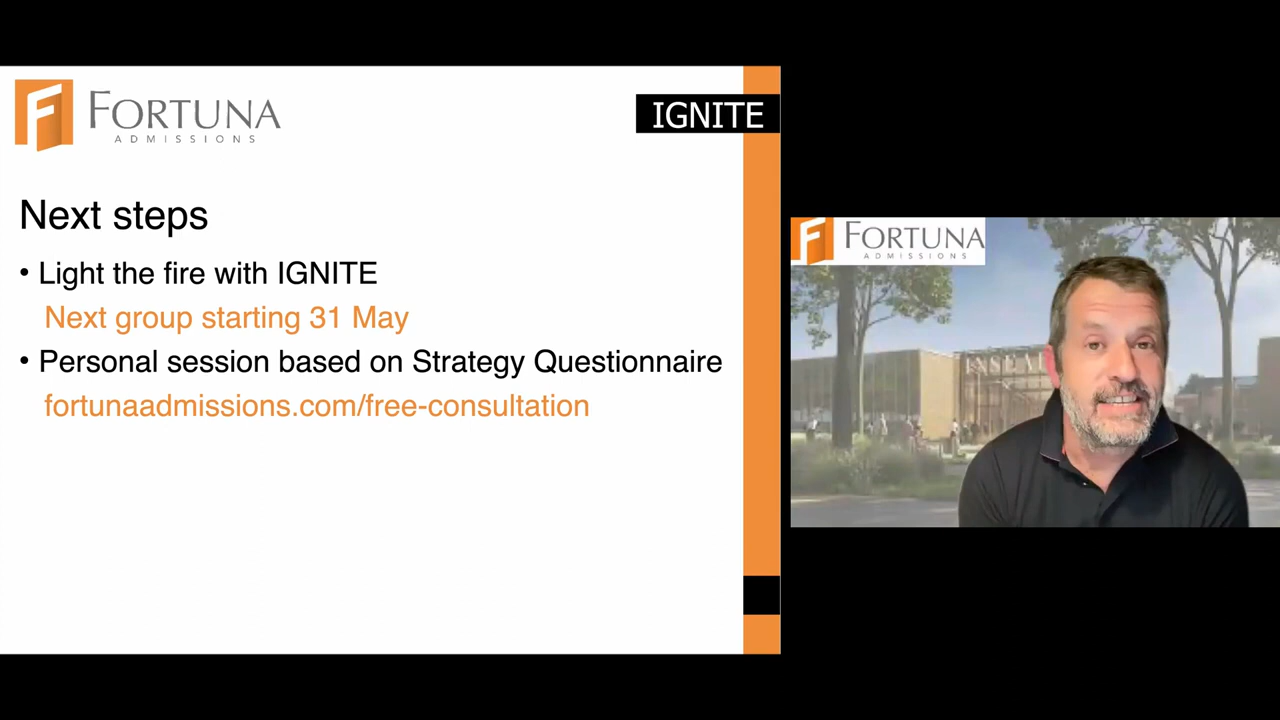 FORTUNA
ADMISSIONS
IGNITE
Next steps
• Light the fire with IGNITE
Next group starting 31 May
• Personal session based on Strategy Questionnaire
fortunaadmissions.com/free-consultation
FORTUNA
ADMISSIONS